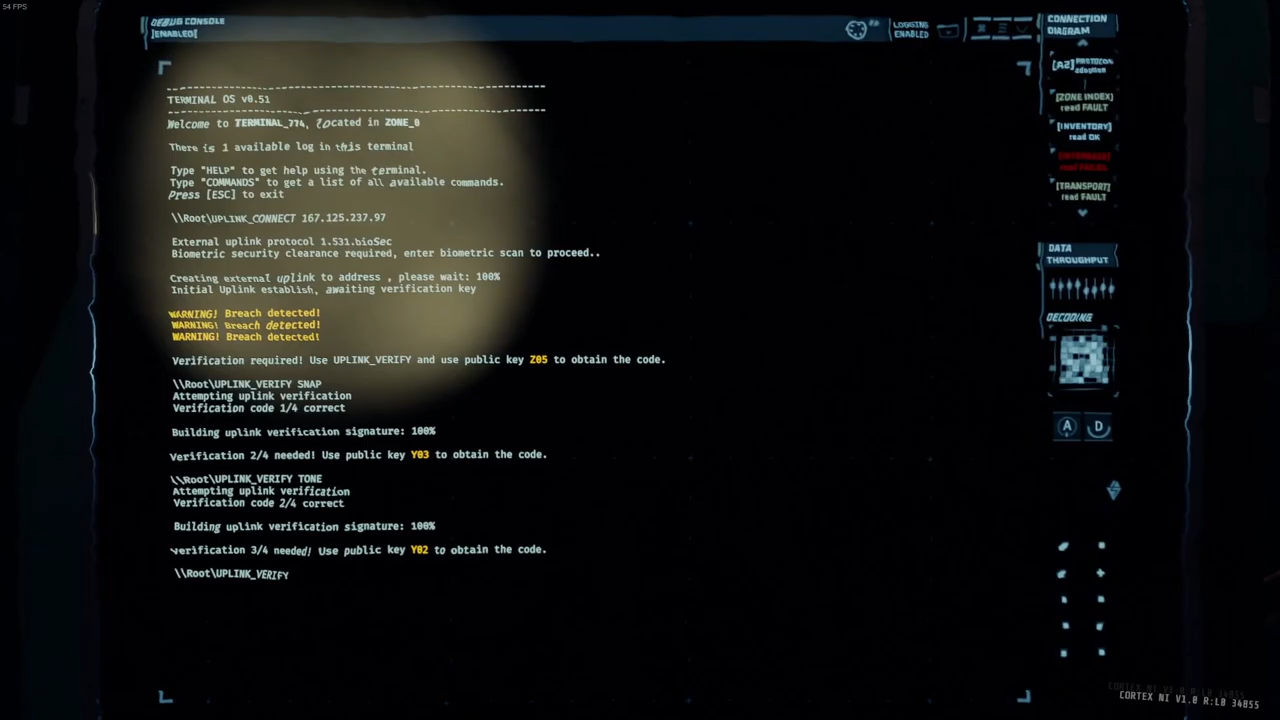 54 FPS
DEBUG CONSOLE
[ENABLED]
LOGGING
ENABLED
CONNECTION
DIAGRAM
[A2] PROTOCOL
adaption
[ZONE INDEX]
read FAULT
[INVENTORY]
read OK
[TRANSPORT]
read FAULT
DATA
THROUGHPUT
DECODING
A D
TERMINAL OS v0.51
Welcome to TERMINAL_774, located in ZONE_0
There is 1 available log in this terminal
Type "HELP" to get help using the terminal.
Type "COMMANDS" to get a list of all available commands.
Press [ESC] to exit
\\Root\UPLINK_CONNECT 167.125.237.97
External uplink protocol 1.531.bioSec
Biometric security clearance required, enter biometric scan to proceed..
Creating external uplink to address , please wait: 100%
Initial Uplink establish, awaiting verification key
WARNING! Breach detected!
WARNING! Breach detected!
WARNING! Breach detected!
Verification required! Use UPLINK_VERIFY and use public key Z05 to obtain the code.
\\Root\UPLINK_VERIFY SNAP
Attempting uplink verification
Verification code 1/4 correct
Building uplink verification signature: 100%
Verification 2/4 needed! Use public key Y03 to obtain the code.
\\Root\UPLINK_VERIFY TONE
Attempting uplink verification
Verification code 2/4 correct
Building uplink verification signature: 100%
Verification 3/4 needed! Use public key Y02 to obtain the code.
\\Root\UPLINK_VERIFY
CORTEX NI V1.0 R:L0 34855